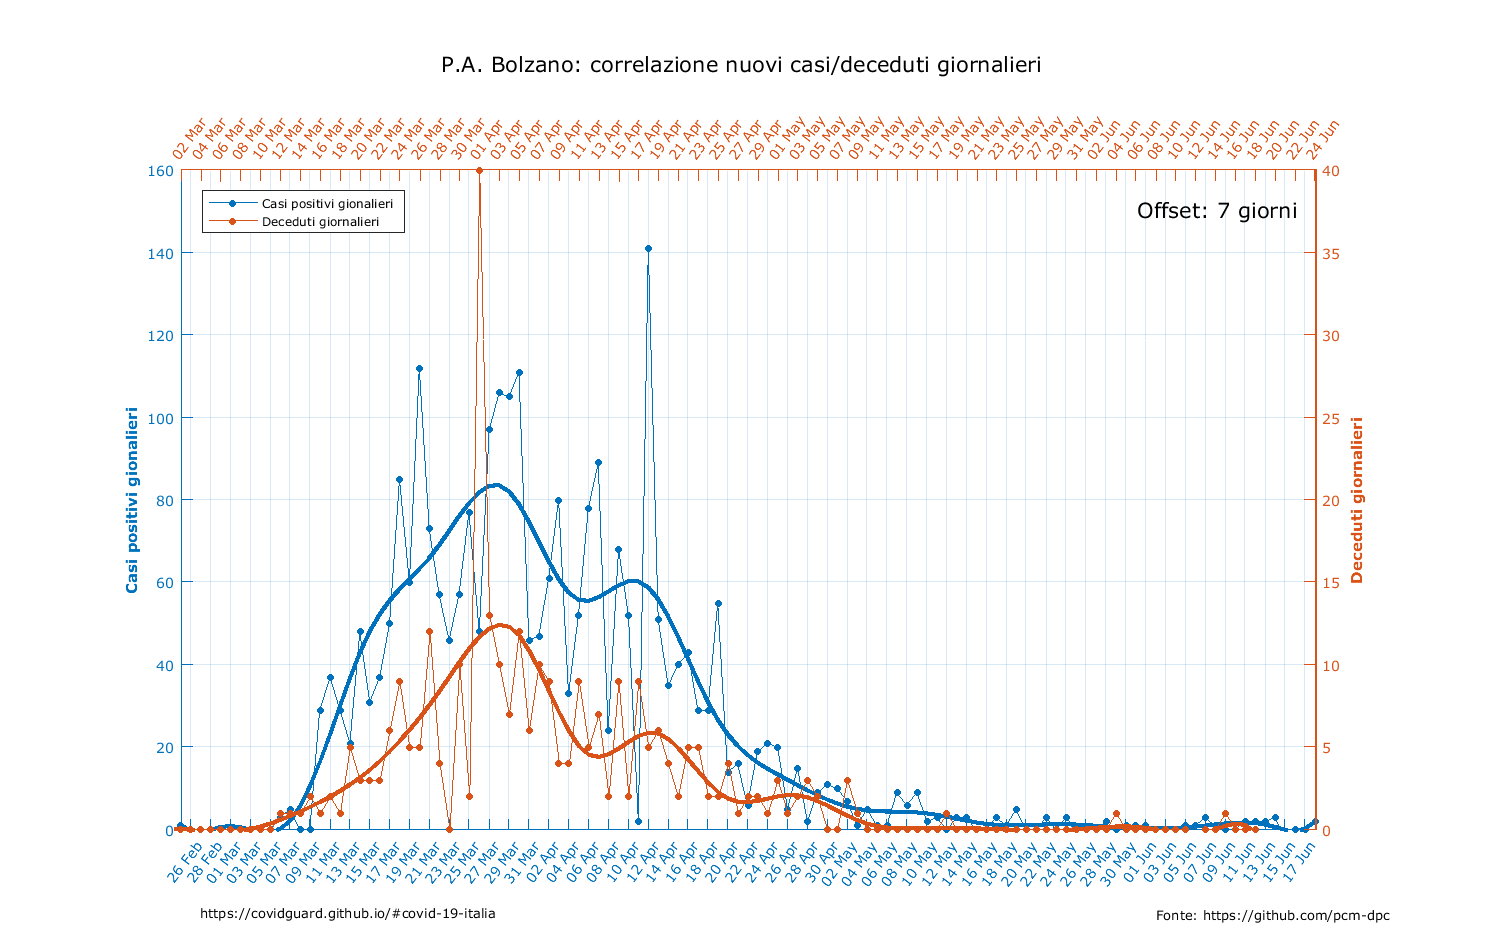 P.A. Bolzano: correlazione nuovi casi/deceduti giornalieri
02 Mar 04 Mar 06 Mar 08 Mar 10 Mar 12 Mar 14 Mar 16 Mar 18 Mar 20 Mar 22 Mar 24 Mar 26 Mar 28 Mar 30 Mar 01 Apr 03 Apr 05 Apr 07 Apr 09 Apr 11 Apr 13 Apr 15 Apr 17 Apr 19 Apr 21 Apr 23 Apr 25 Apr 27 Apr 29 Apr 01 May 03 May 05 May 07 May 09 May 11 May 13 May 15 May 17 May 19 May 21 May 23 May 25 May 27 May 29 May 31 May 02 Jun 04 Jun 06 Jun 08 Jun 10 Jun 12 Jun 14 Jun 16 Jun 18 Jun 20 Jun 22 Jun 24 Jun
160
140
120
100
80
60
40
20
0
Casi positivi gionalieri
Casi positivi gionalieri
Deceduti giornalieri
Offset: 7 giorni
40
35
30
25
20
15
10
5
0
Deceduti giornalieri
26 Feb 28 Feb 01 Mar 03 Mar 05 Mar 07 Mar 09 Mar 11 Mar 13 Mar 15 Mar 17 Mar 19 Mar 21 Mar 23 Mar 25 Mar 27 Mar 29 Mar 31 Mar 02 Apr 04 Apr 06 Apr 08 Apr 10 Apr 12 Apr 14 Apr 16 Apr 18 Apr 20 Apr 22 Apr 24 Apr 26 Apr 28 Apr 30 Apr 02 May 04 May 06 May 08 May 10 May 12 May 14 May 16 May 18 May 20 May 22 May 24 May 26 May 28 May 30 May 01 Jun 03 Jun 05 Jun 07 Jun 09 Jun 11 Jun 13 Jun 15 Jun 17 Jun
https://covidguard.github.io/#covid-19-italia
Fonte: https://github.com/pcm-dpc